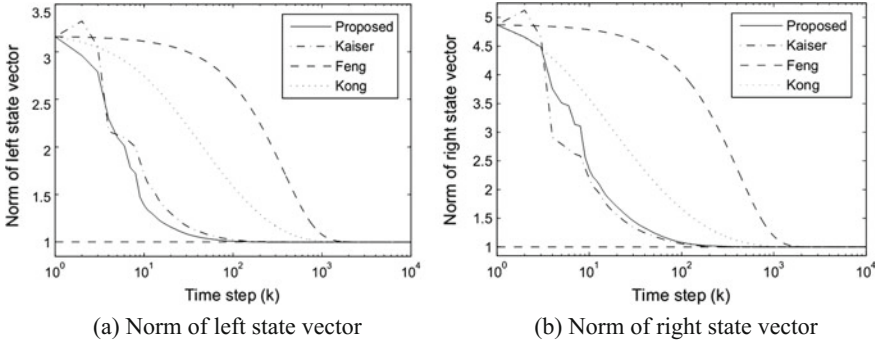 3.5
3
2.5
2
1.5
1
Norm of left state vector
Proposed
Kaiser
Feng
Kong
10^0
10^1
10^2
10^3
10^4
Time step (k)
(a) Norm of left state vector
5
4.5
4
3.5
3
2.5
2
1.5
1
Norm of right state vector
Proposed
Kaiser
Feng
Kong
10^0
10^1
10^2
10^3
10^4
Time step (k)
(b) Norm of right state vector